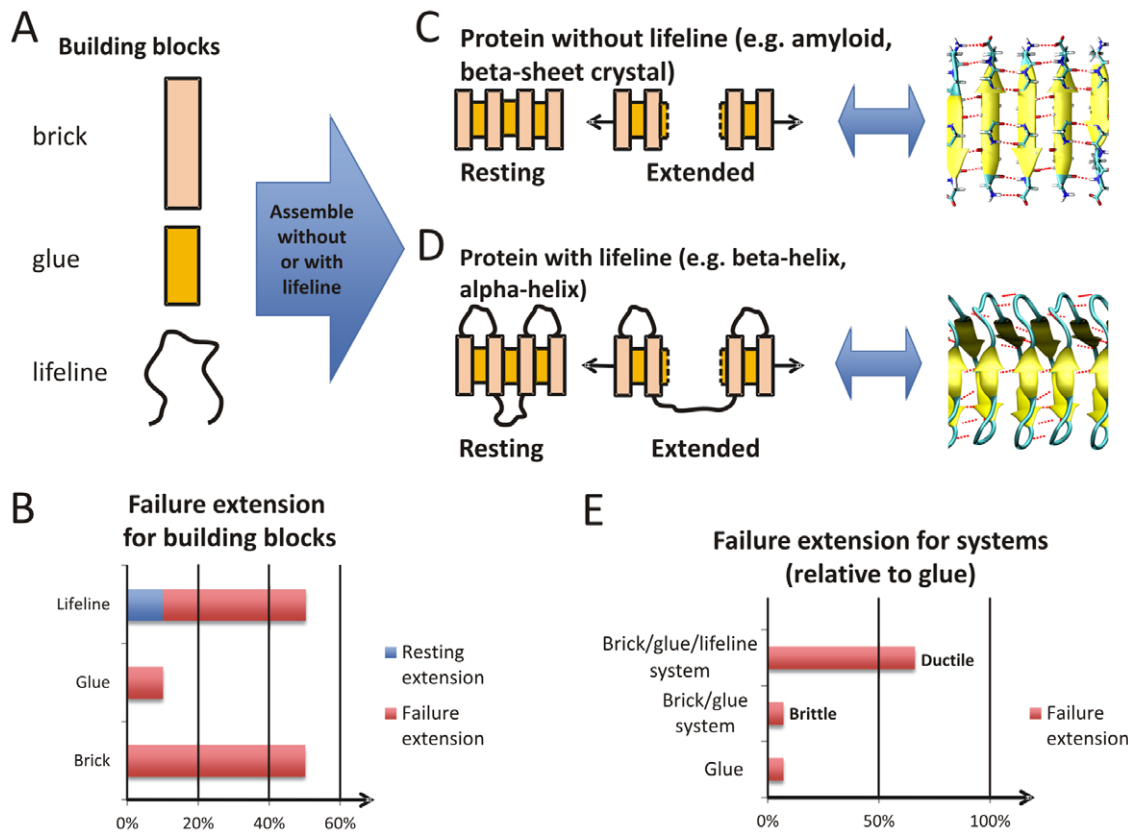 A
Building blocks
brick
glue
lifeline
Assemble
without
or with
lifeline
C
Protein without lifeline (e.g. amyloid,
beta-sheet crystal)
Resting
Extended
D
Protein with lifeline (e.g. beta-helix,
alpha-helix)
Resting
Extended
B
Failure extension
for building blocks
Lifeline
Glue
Brick
0%
20%
40%
60%
Resting
extension
Failure
extension
E
Failure extension for systems
(relative to glue)
Brick/glue/lifeline
system
Ductile
Brick/glue
system
Brittle
Glue
0%
50%
100%
Failure
extension